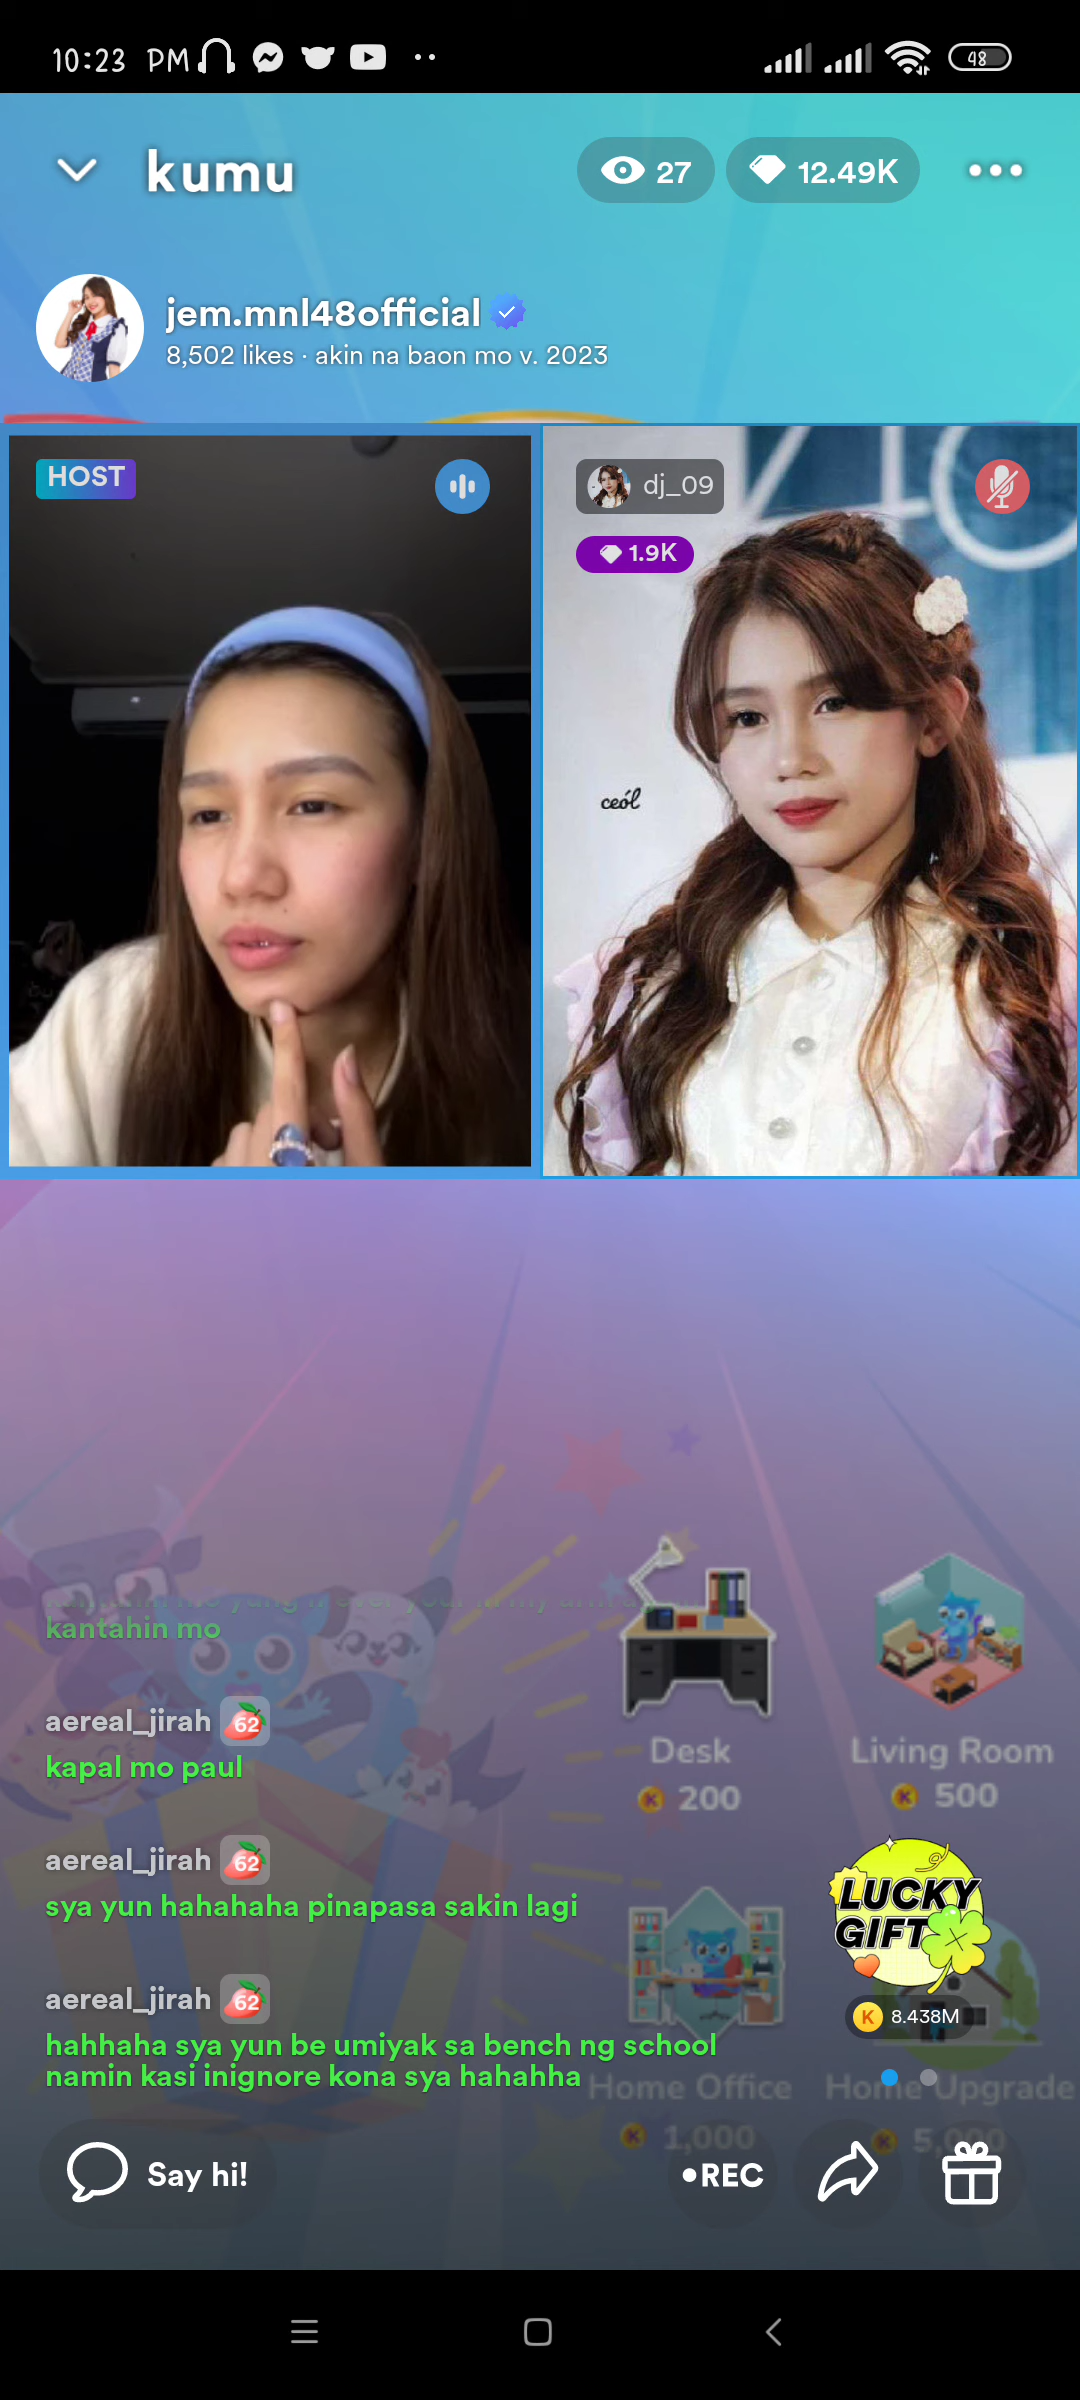 10:23 PM
48
kumu
27
12.49K
jem.mnl48official
8,502 likes · akin na baon mo v. 2023
HOST
dj_09
1.9K
ceól
kantahin mo
aereal_jirah 62
kapal mo paul
aereal_jirah 62
sya yun hahahaha pinapasa sakin lagi
aereal_jirah 62
hahhaha sya yun be umiyak sa bench ng school
namin kasi inignore kona sya hahahha
Desk
200
Living Room
500
LUCKY
GIFT
K 8.438M
Home Office
1,000
Home Upgrade
Say hi!
•REC